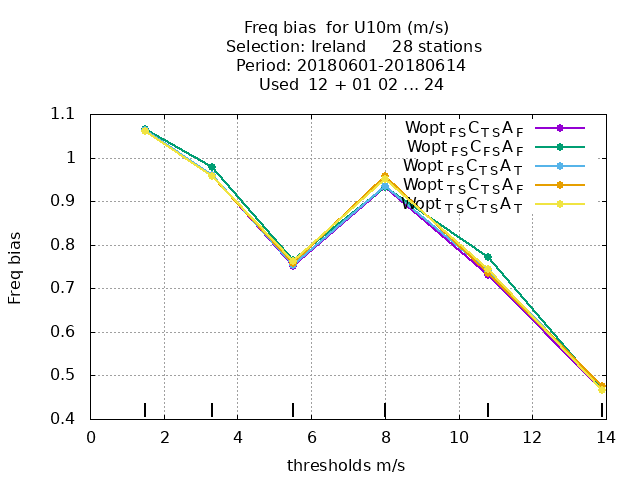 Freq bias  for U10m (m/s)
Selection: Ireland     28 stations
Period: 20180601-20180614
Used  12 + 01 02 ... 24
1.1
1
0.9
0.8
0.7
0.6
0.5
0.4
Freq bias
Wopt FS C TS A F
Wopt FS C FS A F
Wopt FS C TS A T
Wopt TS C TS A F
Wopt TS C TS A T
0 2 4 6 8 10 12 14
thresholds m/s